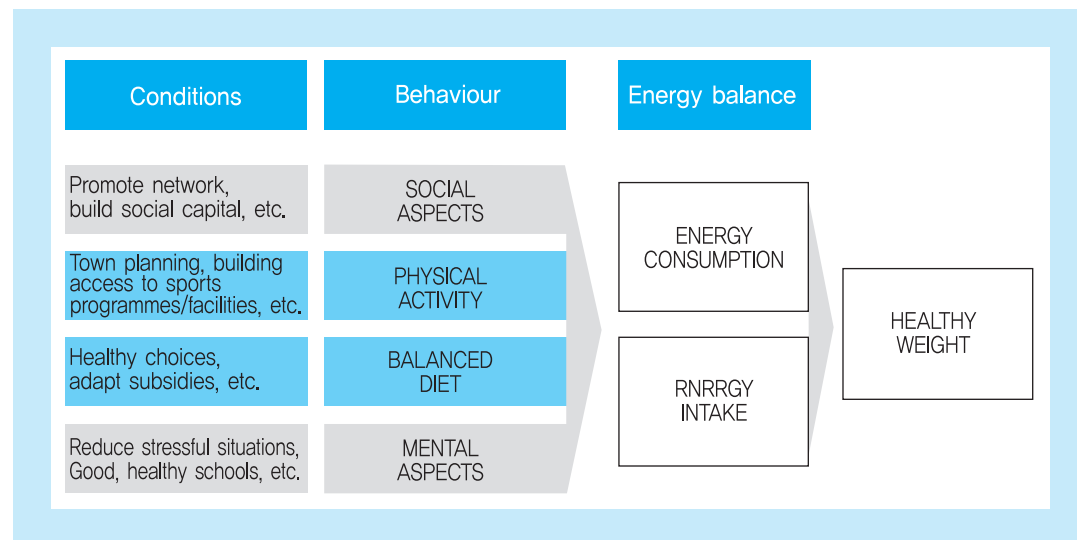 Conditions
Behaviour
Energy balance
Promote network,
build social capital, etc.
SOCIAL
ASPECTS
Town planning, building
access to sports
programmes/facilities, etc.
PHYSICAL
ACTIVITY
Healthy choices,
adapt subsidies, etc.
BALANCED
DIET
Reduce stressful situations,
Good, healthy schools, etc.
MENTAL
ASPECTS
ENERGY
CONSUMPTION
RNRRGY
INTAKE
HEALTHY
WEIGHT